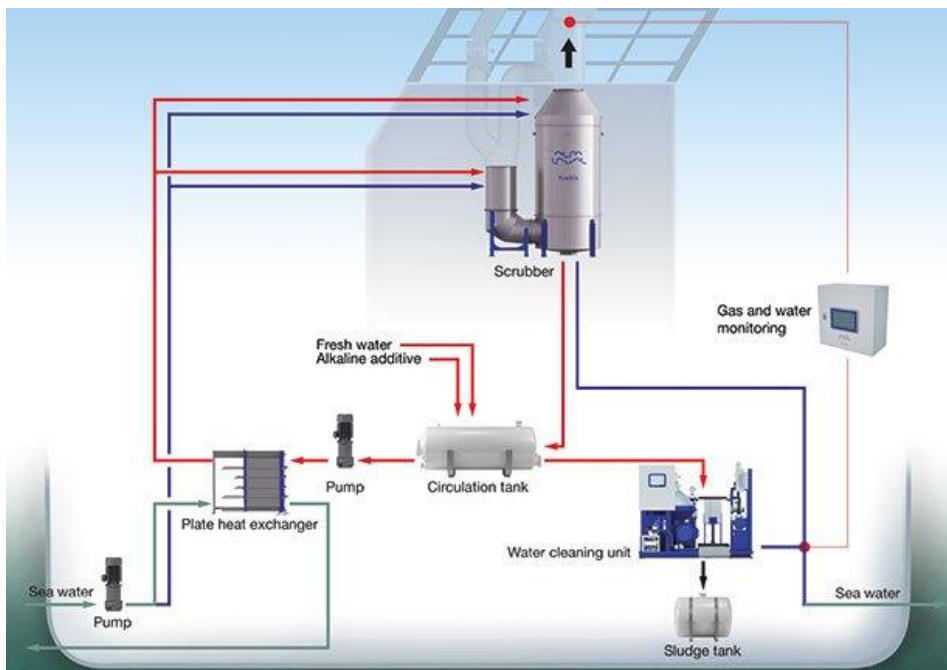 Scrubber
Gas and water
monitoring
Fresh water
Alkaline additive
Pump
Circulation tank
Plate heat exchanger
Water cleaning unit
Sea water
Pump
Sea water
Sludge tank